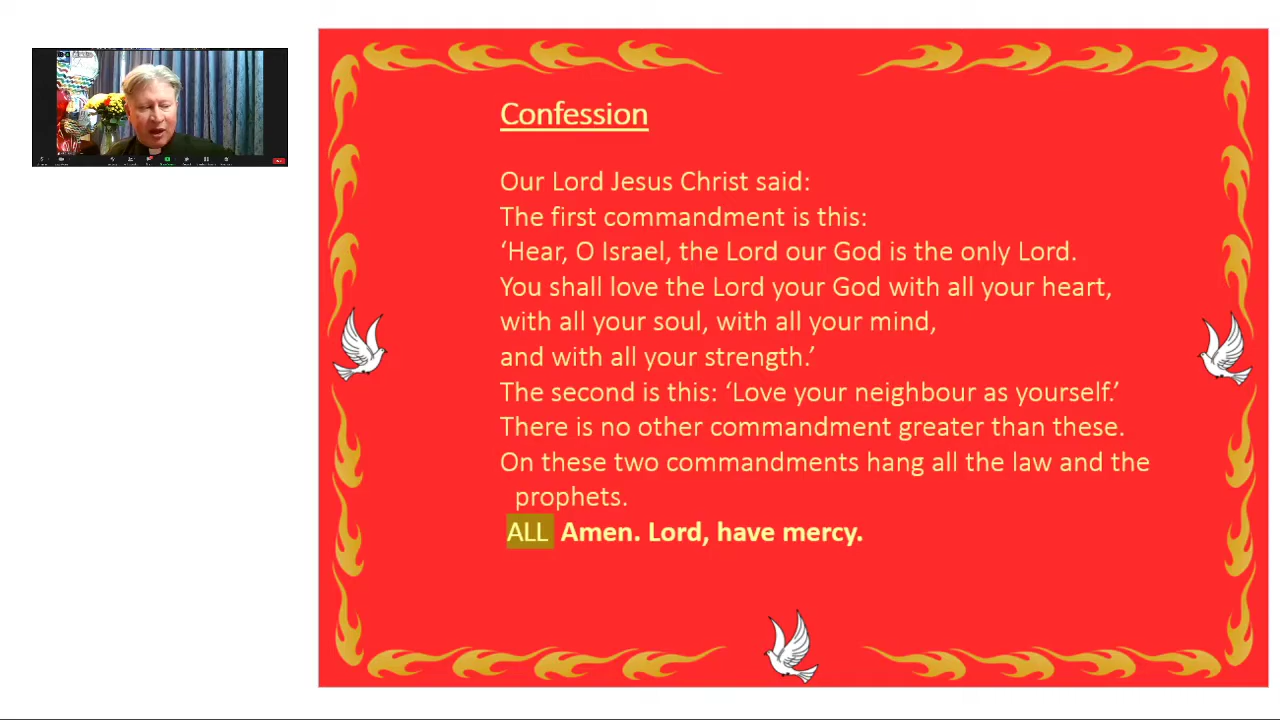 Confession
Our Lord Jesus Christ said:
The first commandment is this:
‘Hear, O Israel, the Lord our God is the only Lord.
You shall love the Lord your God with all your heart,
with all your soul, with all your mind,
and with all your strength.’
The second is this: ‘Love your neighbour as yourself.’
There is no other commandment greater than these.
On these two commandments hang all the law and the
prophets.
ALL Amen. Lord, have mercy.